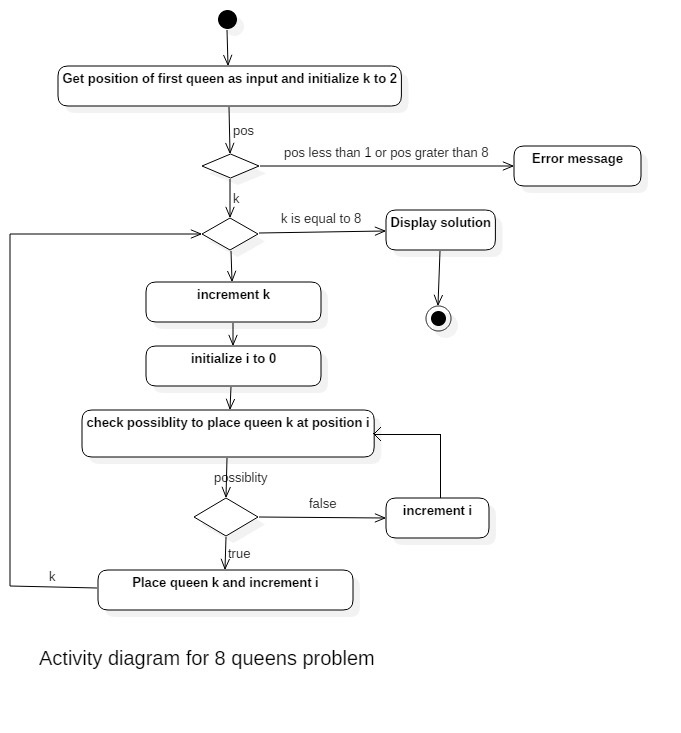 Get position of first queen as input and initialize k to 2
pos
pos less than 1 or pos grater than 8
Error message
k
k is equal to 8
Display solution
increment k
initialize i to 0
check possiblity to place queen k at position i
possiblity
false
increment i
true
Place queen k and increment i
k
Activity diagram for 8 queens problem